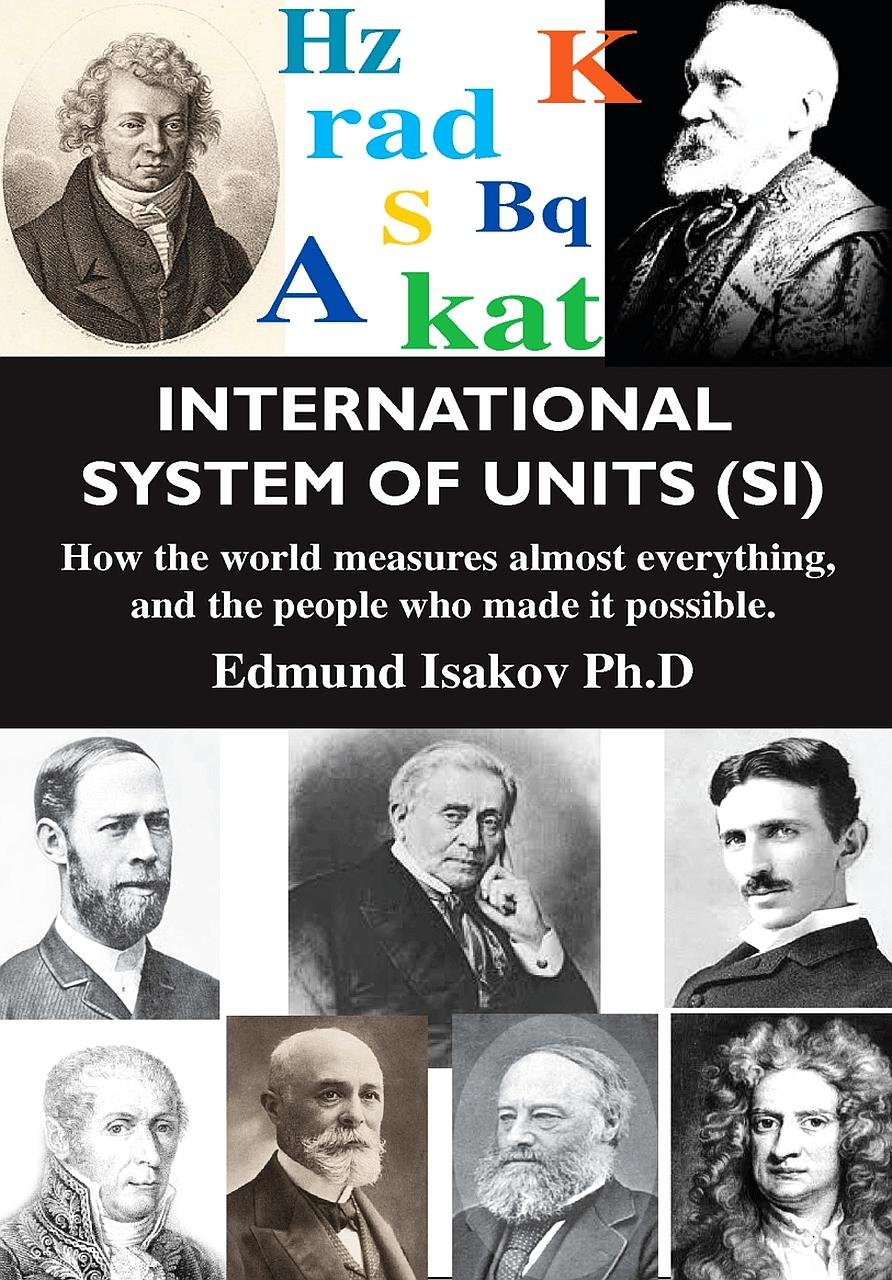 Hz
K
rad
s
Bq
A
kat
INTERNATIONAL
SYSTEM OF UNITS (SI)
How the world measures almost everything,
and the people who made it possible.
Edmund Isakov Ph.D